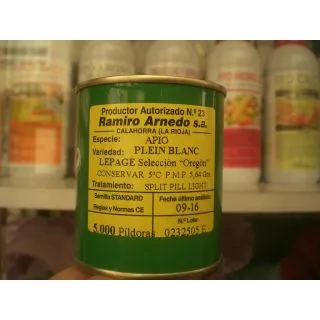 Productor Autorizado N.º 23
Ramiro Arnedo s.a.
CALAHORRA (LA RIOJA)
Especie: APIO
Variedad: PLEIN BLANC
LEPAGE Selección "Oregón"
CONSERVAR 5ºC P.M.P. 5,64 Grs.
Tratamiento: SPLIT PILL LIGHT
Semilla STANDARD
Reglas y Normas CE
Fecha último análisis:
09-16
N.º Lote:
5.000 Píldoras 0232505 F